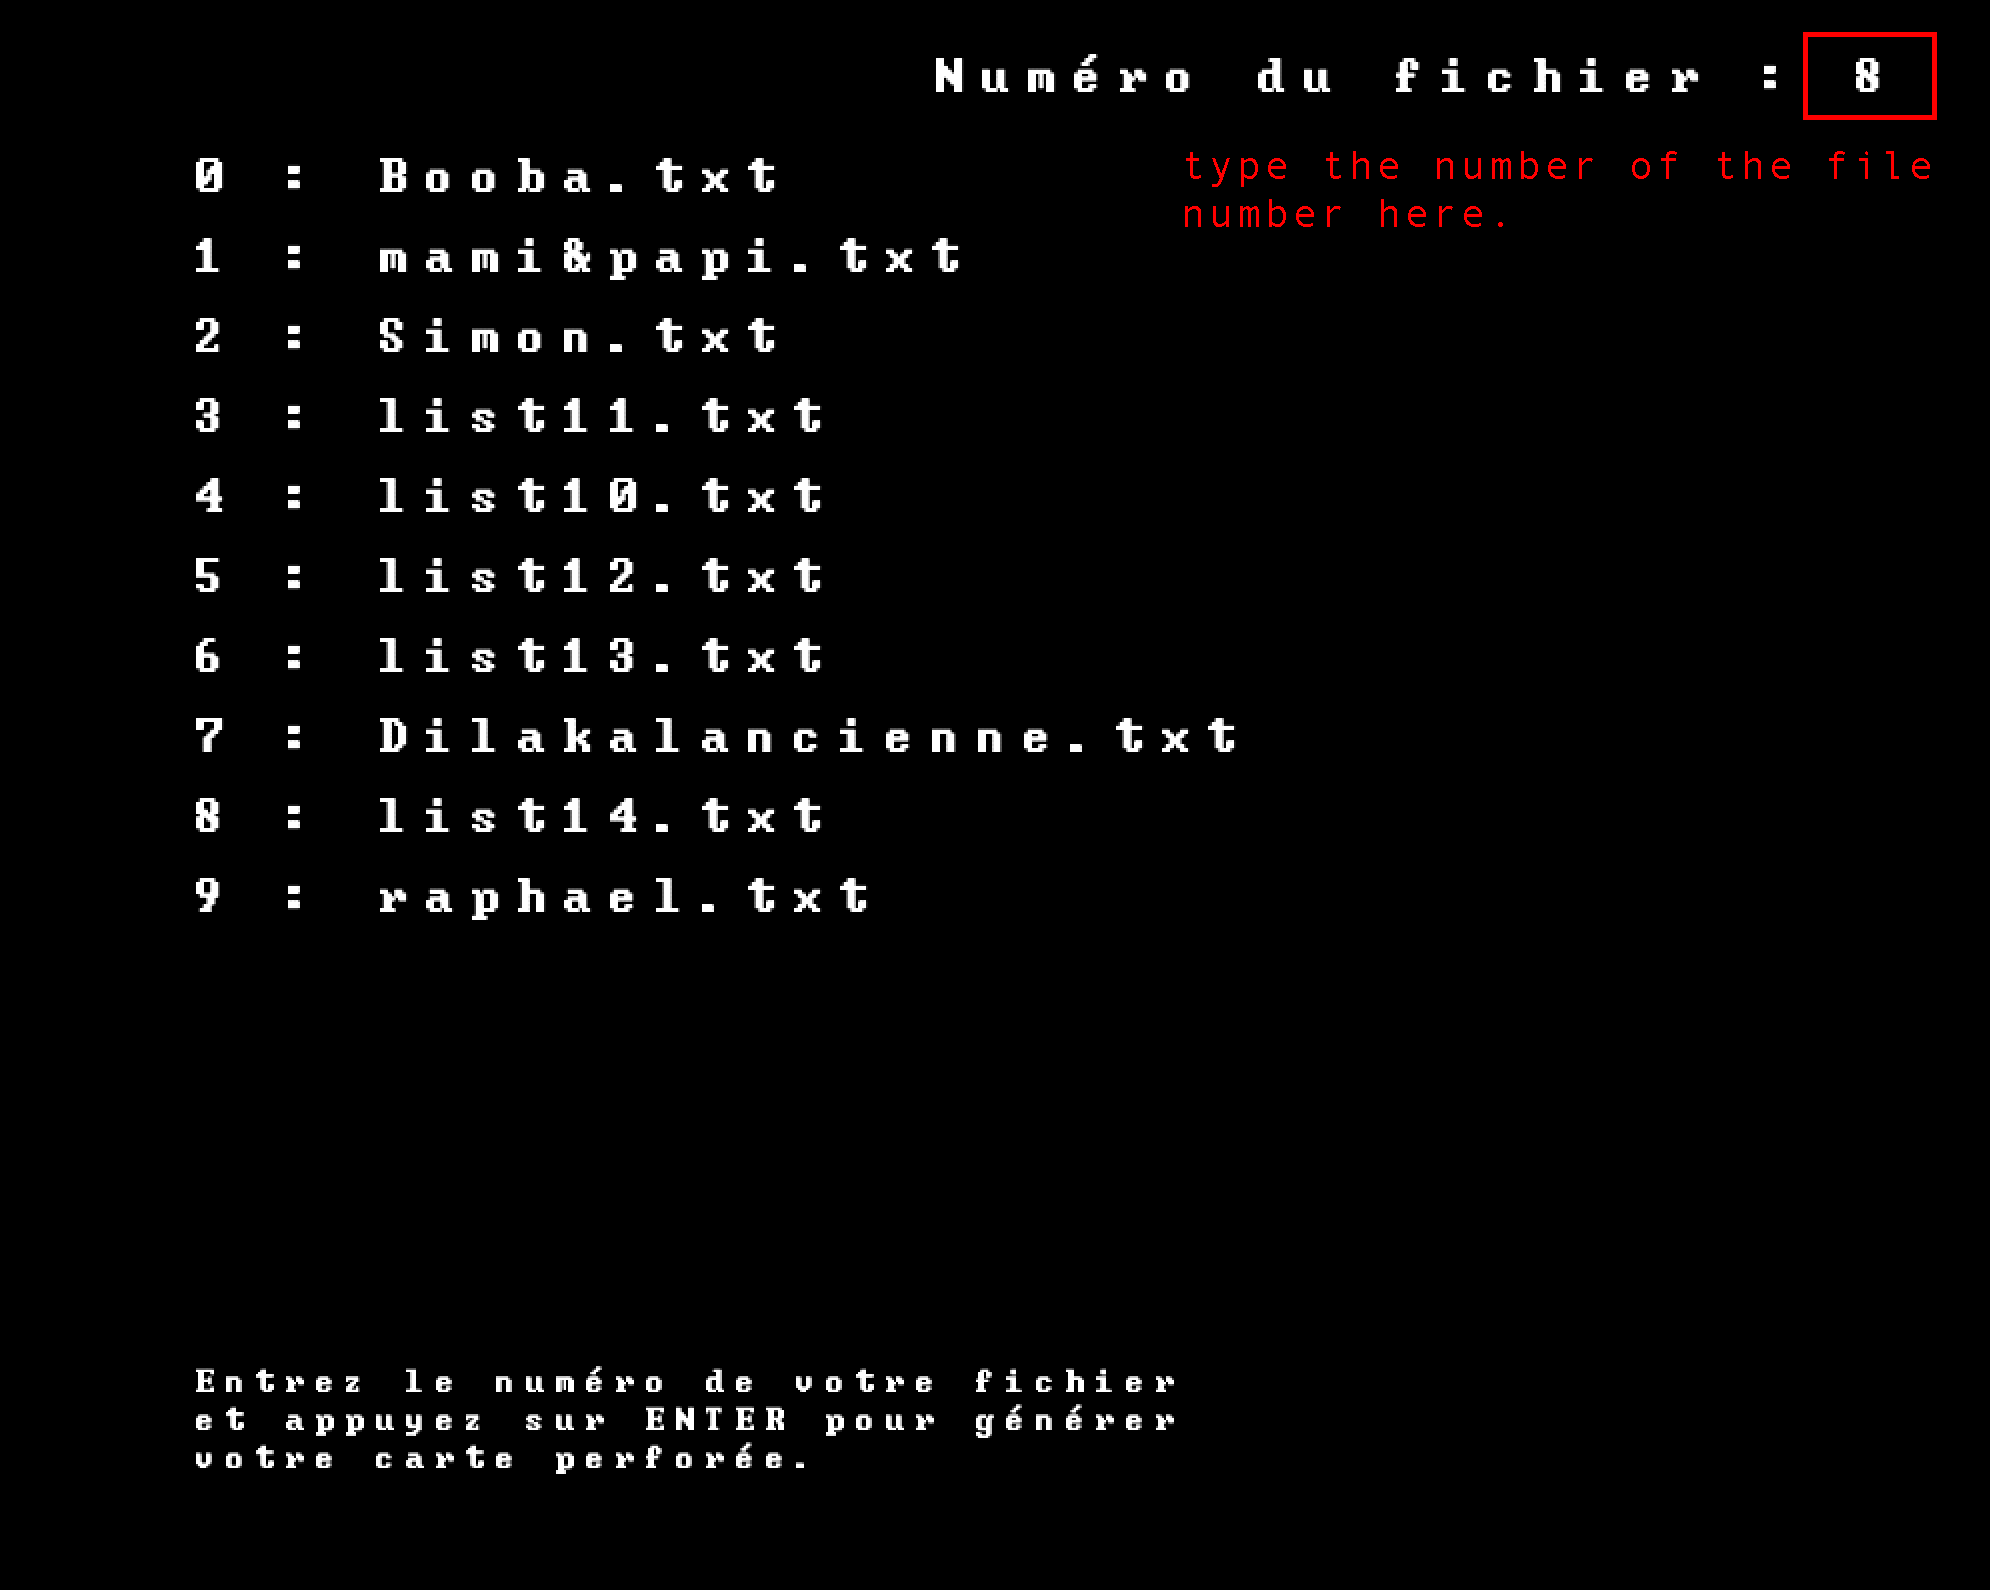 Numéro du fichier : 8
type the number of the file
number here.
0 : Booba.txt
1 : mami&papi.txt
2 : Simon.txt
3 : list11.txt
4 : list10.txt
5 : list12.txt
6 : list13.txt
7 : Dilakalancienne.txt
8 : list14.txt
9 : raphael.txt
Entrez le numéro de votre fichier
et appuyez sur ENTER pour générer
votre carte perforée.